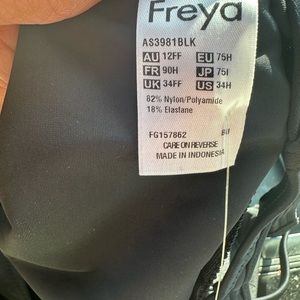 Freya
AS3981BLK
AU 12FF EU 75H
FR 90H JP 75I
UK 34FF US 34H
82% Nylon/Polyamide
18% Elastane
FG157862
CARE ON REVERSE
MADE IN INDONESIA